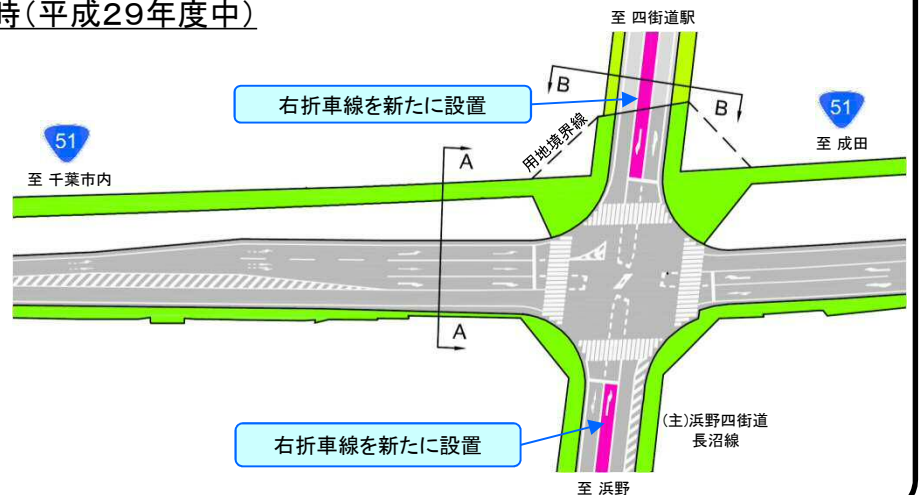 時(平成29年度中)
至 四街道駅
右折車線を新たに設置
B
B
51
至 成田
51
至 千葉市内
用地境界線
A
A
右折車線を新たに設置
(主)浜野四街道
長沼線
至 浜野